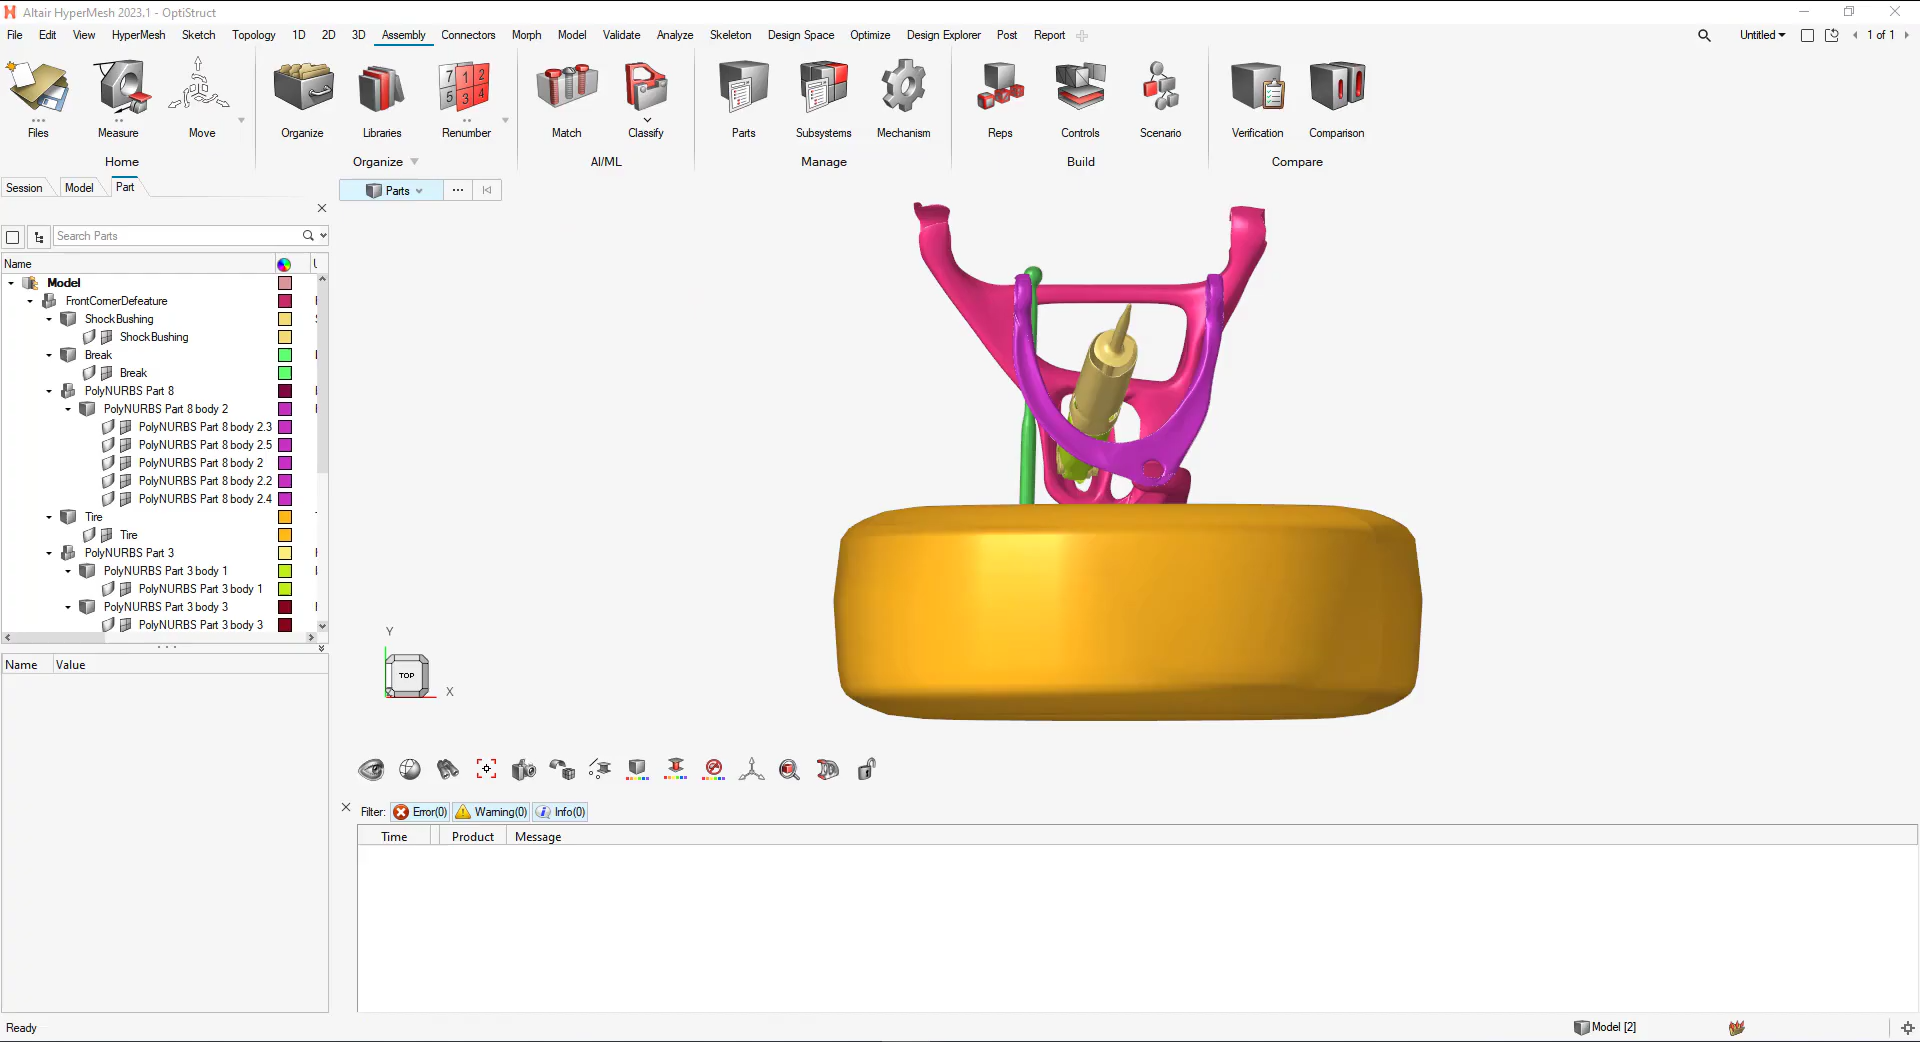 Altair HyperMesh 2023.1 - OptiStruct
File Edit View HyperMesh Sketch Topology 1D 2D 3D Assembly Connectors Morph Model Validate Analyze Skeleton Design Space Optimize Design Explorer Post Report Untitled 1 of 1
7 1 2
5 3 4
Files Measure Move Organize Libraries Renumber Match Classify Parts Subsystems Mechanism Reps Controls Scenario Verification Comparison
Home Organize AI/ML Manage Build Compare
Session Model Part
Parts
Search Parts
Name
Model
FrontCornerDefeature
ShockBushing
ShockBushing
Break
Break
PolyNURBS Part 8
PolyNURBS Part 8 body 2
PolyNURBS Part 8 body 2.3
PolyNURBS Part 8 body 2.5
PolyNURBS Part 8 body 2
PolyNURBS Part 8 body 2.2
PolyNURBS Part 8 body 2.4
Tire
Tire
PolyNURBS Part 3
PolyNURBS Part 3 body 1
PolyNURBS Part 3 body 1
PolyNURBS Part 3 body 3
PolyNURBS Part 3 body 3
Name Value
Y
TOP
X
Filter: Error(0) Warning(0) Info(0)
Time Product Message
Ready
Model [2]